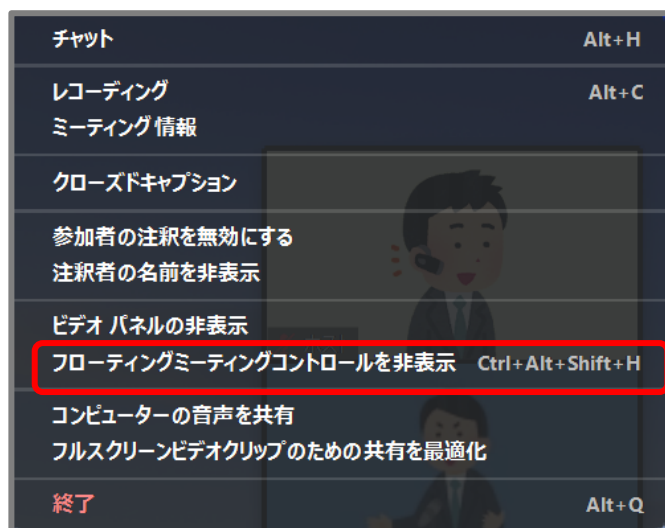 チャット Alt+H
レコーディング Alt+C
ミーティング情報
クローズドキャプション
参加者の注釈を無効にする
注釈者の名前を非表示
ビデオ パネルの非表示
フローティングミーティングコントロールを非表示 Ctrl+Alt+Shift+H
コンピューターの音声を共有
フルスクリーンビデオクリップのための共有を最適化
終了 Alt+Q